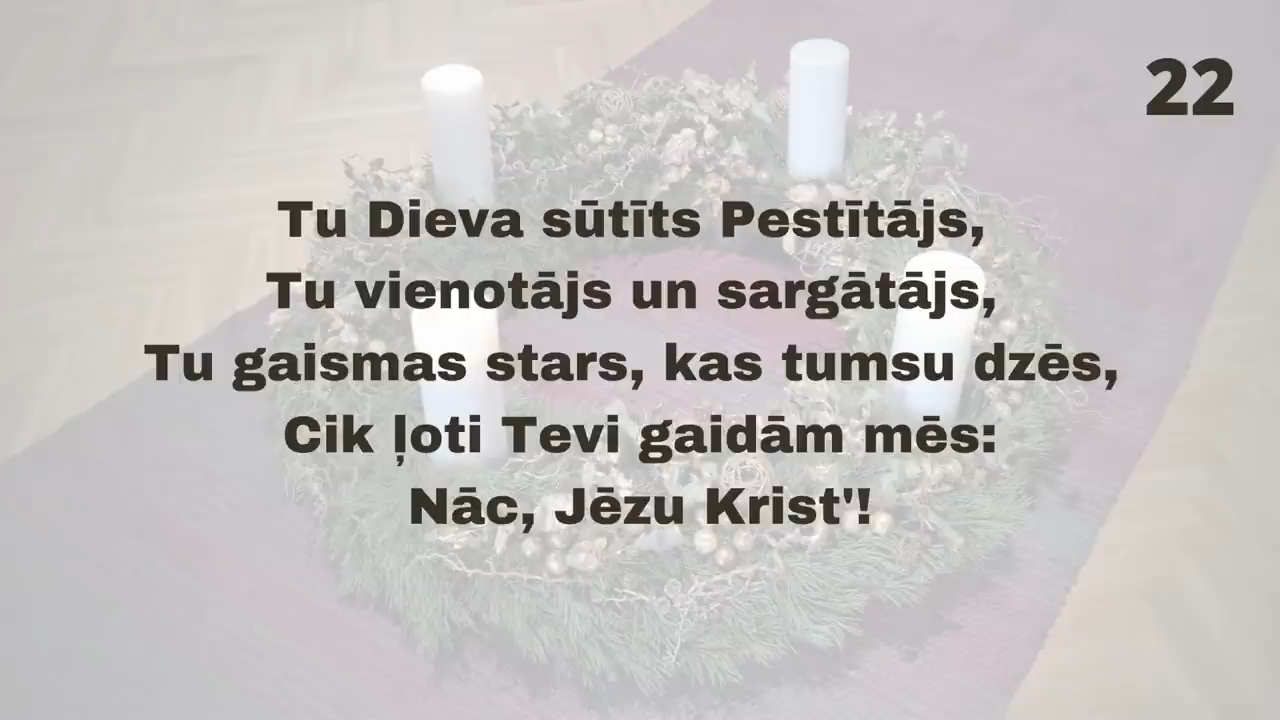 22
Tu Dieva sūtīts Pestītājs,
Tu vienotājs un sargātājs,
Tu gaismas stars, kas tumsu dzēs,
Cik ļoti Tevi gaidām mēs:
Nāc, Jēzu Krist'!